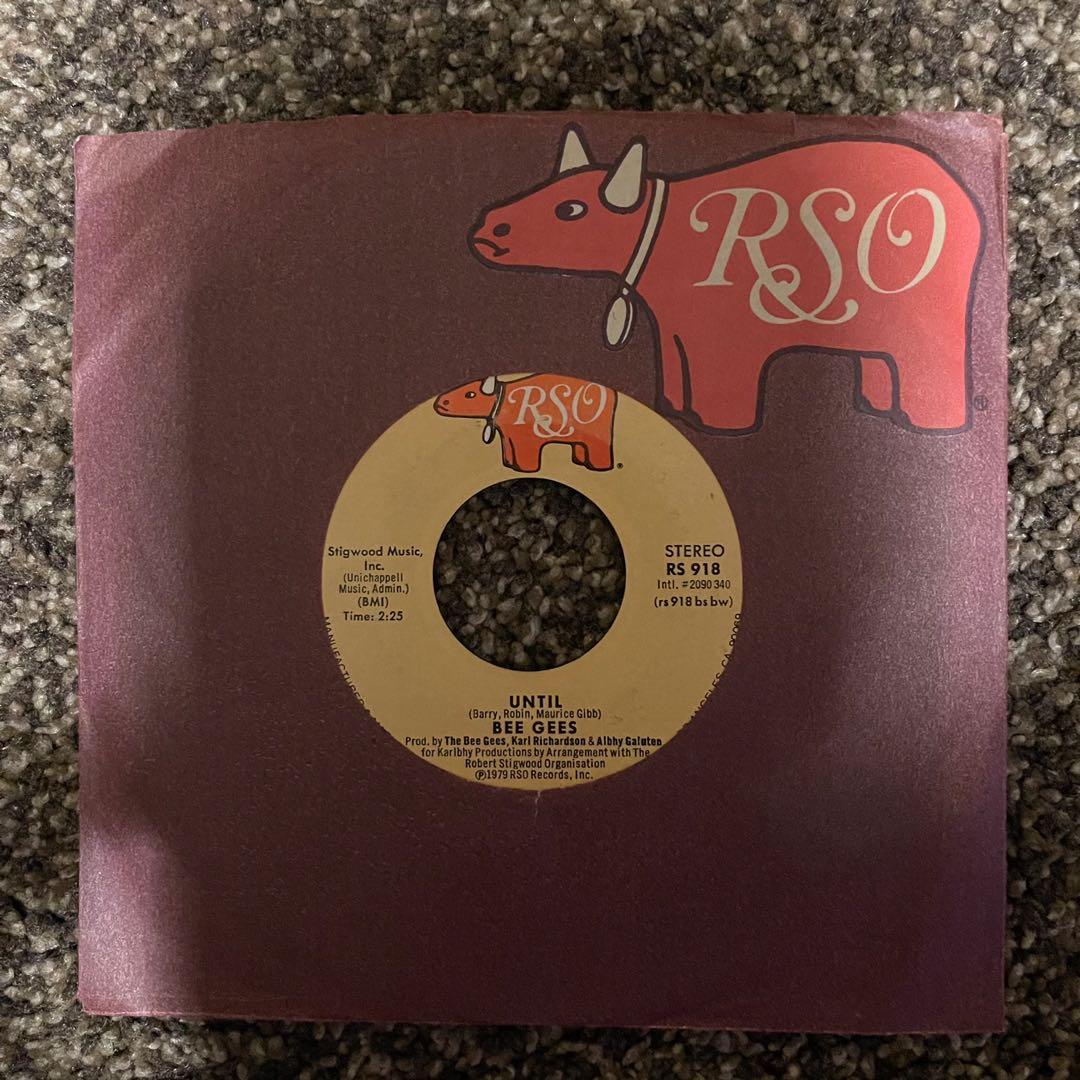 RSO
®
RSO
®
Stigwood Music,
Inc.
(Unichappell
Music, Admin.)
(BMI)
Time: 2:25
STEREO
RS 918
Intl. #2090 340
(rs 918 bs bw)
UNTIL
(Barry, Robin, Maurice Gibb)
BEE GEES
Prod. by The Bee Gees, Karl Richardson & Albhy Galuten
for Karlbhy Productions by Arrangement with The
Robert Stigwood Organisation
℗1979 RSO Records, Inc.